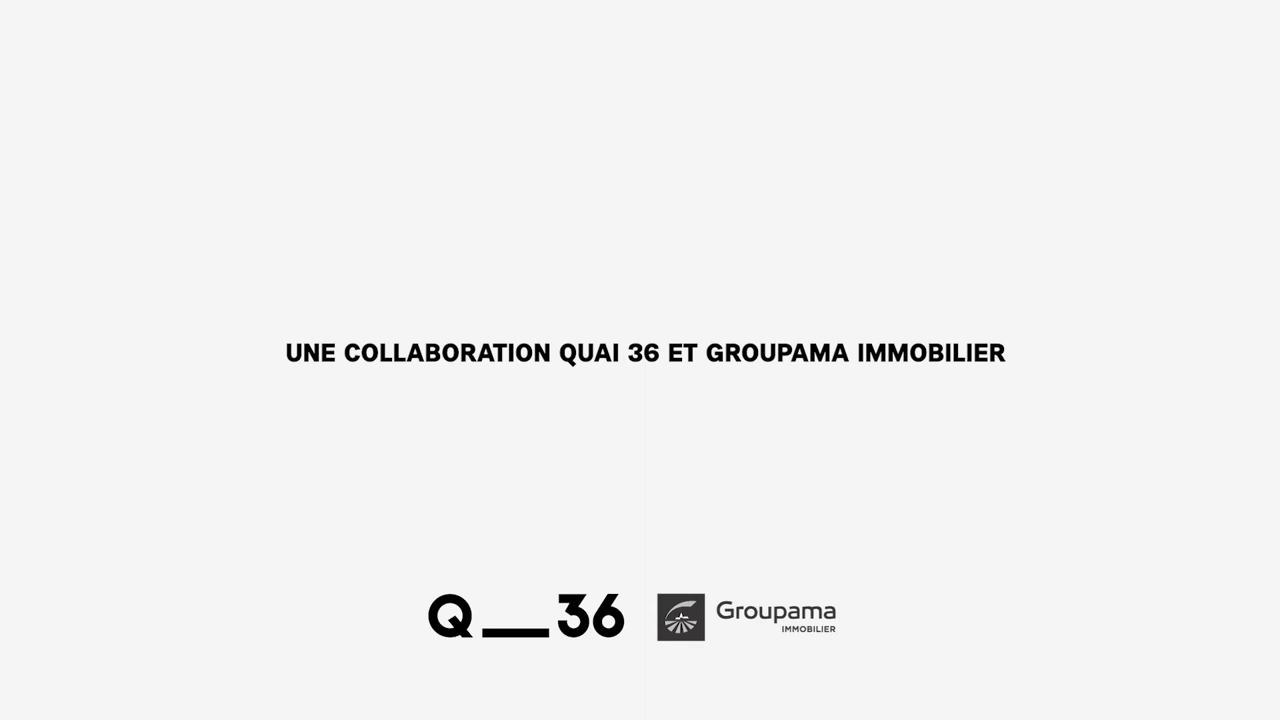 UNE COLLABORATION QUAI 36 ET GROUPAMA IMMOBILIER
Q__36
Groupama
IMMOBILIER